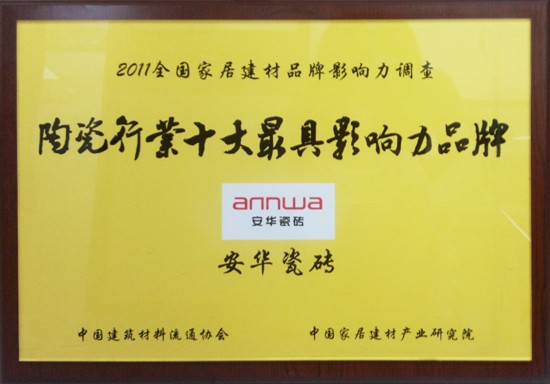 2011全国家居建材品牌影响力调查
陶瓷行业十大最具影响力品牌
annwa
安华瓷砖
安华瓷砖
中国建筑材料流通协会 中国家居建材产业研究院